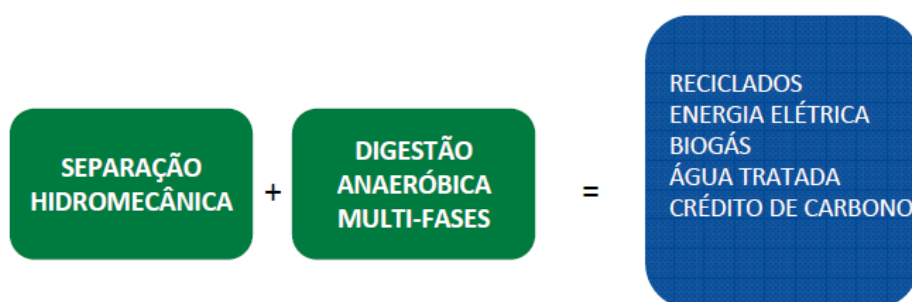 SEPARAÇÃO
HIDROMECÂNICA
+
DIGESTÃO
ANAERÓBICA
MULTI-FASES
=
RECICLADOS
ENERGIA ELÉTRICA
BIOGÁS
ÁGUA TRATADA
CRÉDITO DE CARBONO